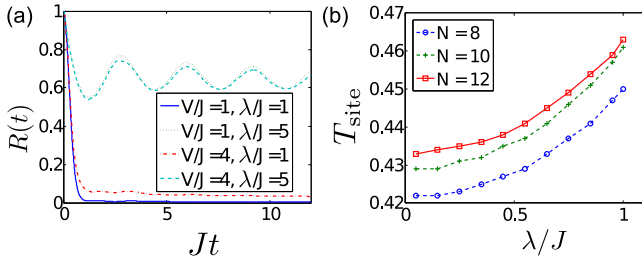 (a)
R(t)
1
0.8
0.6
0.4
0.2
0
0
5
10
Jt
V/J=1, λ/J=1
V/J=1, λ/J=5
V/J=4, λ/J=1
V/J=4, λ/J=5
(b)
T_site
0.47
0.46
0.45
0.44
0.43
0.42
0
0.5
1
λ/J
N = 8
N = 10
N = 12